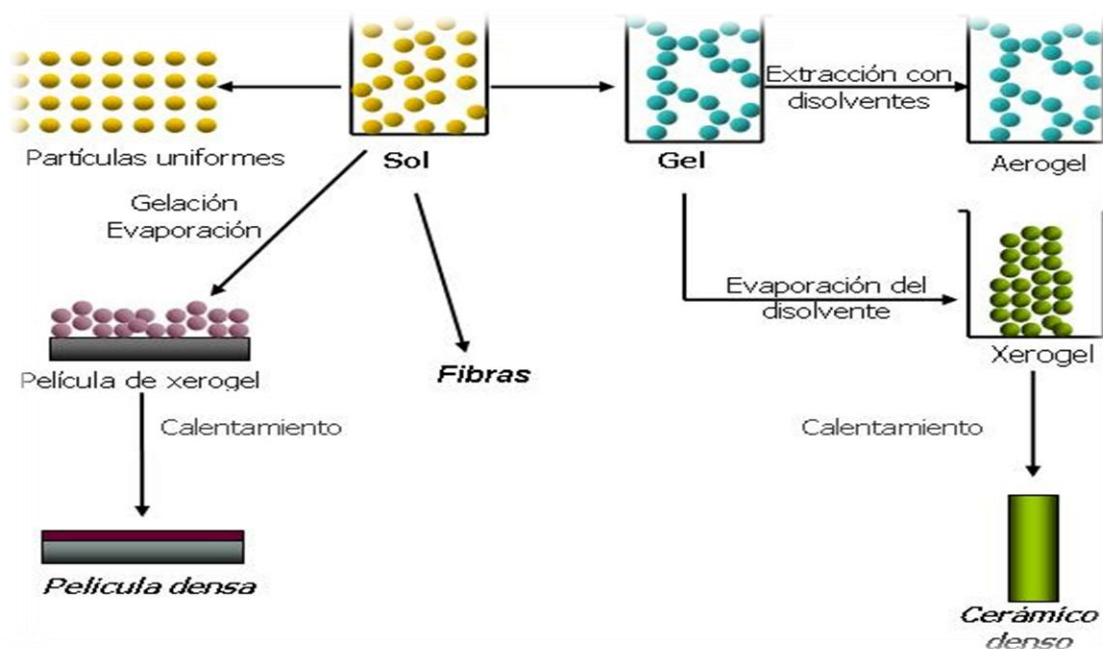 Extracción con
disolventes
Partículas uniformes
Sol
Gel
Aerogel
Gelación
Evaporación
Evaporación del
disolvente
Fibras
Xerogel
Película de xerogel
Calentamiento
Calentamiento
Pelicula densa
Cerámico
denso